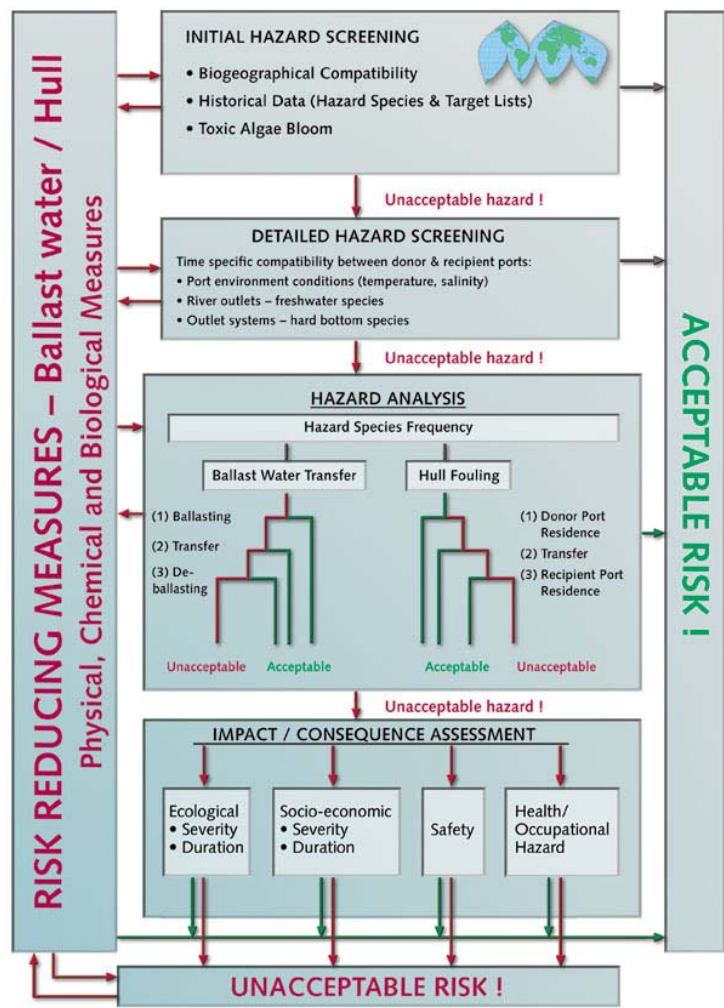 RISK REDUCING MEASURES – Ballast water / Hull
Physical, Chemical and Biological Measures
INITIAL HAZARD SCREENING
• Biogeographical Compatibility
• Historical Data (Hazard Species & Target Lists)
• Toxic Algae Bloom
Unacceptable hazard !
DETAILED HAZARD SCREENING
Time specific compatibility between donor & recipient ports:
• Port environment conditions (temperature, salinity)
• River outlets – freshwater species
• Outlet systems – hard bottom species
Unacceptable hazard !
HAZARD ANALYSIS
Hazard Species Frequency
Ballast Water Transfer
(1) Ballasting
(2) Transfer
(3) De-
ballasting
Unacceptable
Acceptable
Hull Fouling
(1) Donor Port
Residence
(2) Transfer
(3) Recipient Port
Residence
Acceptable
Unacceptable
Unacceptable hazard !
IMPACT / CONSEQUENCE ASSESSMENT
Ecological
• Severity
• Duration
Socio-economic
• Severity
• Duration
Safety
Health/
Occupational
Hazard
UNACCEPTABLE RISK !
ACCEPTABLE RISK !